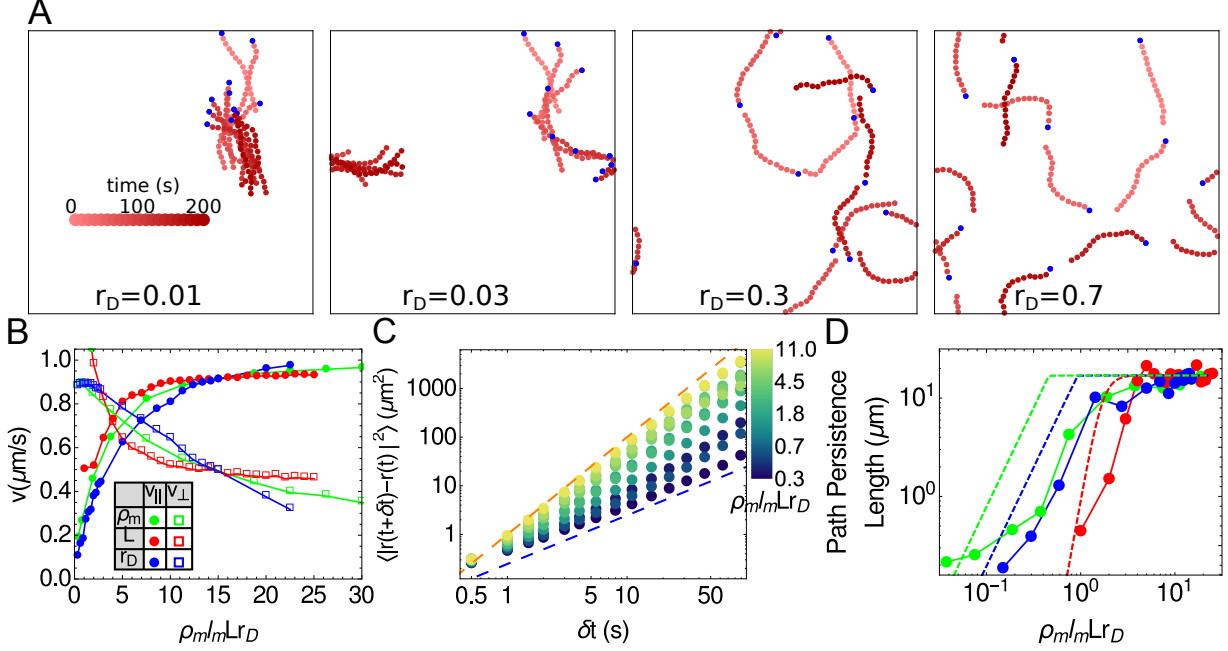 A
time (s)
0 100 200
r_D=0.01
r_D=0.03
r_D=0.3
r_D=0.7
B
v(μm/s)
1.0
0.8
0.6
0.4
0.2
0.0
0 5 10 15 20 25 30
ρ_m l_m L r_D
v_|| v_⊥
ρ_m
L
r_D
C
⟨|r(t+δt)−r(t)|²⟩ (μm²)
1000
100
10
1
0.5 1 5 10 50
δt (s)
11.0
4.5
1.8
0.7
0.3
ρ_m l_m L r_D
D
Path Persistence
Length (μm)
10¹
10⁰
10⁻¹ 10⁰ 10¹
ρ_m l_m L r_D